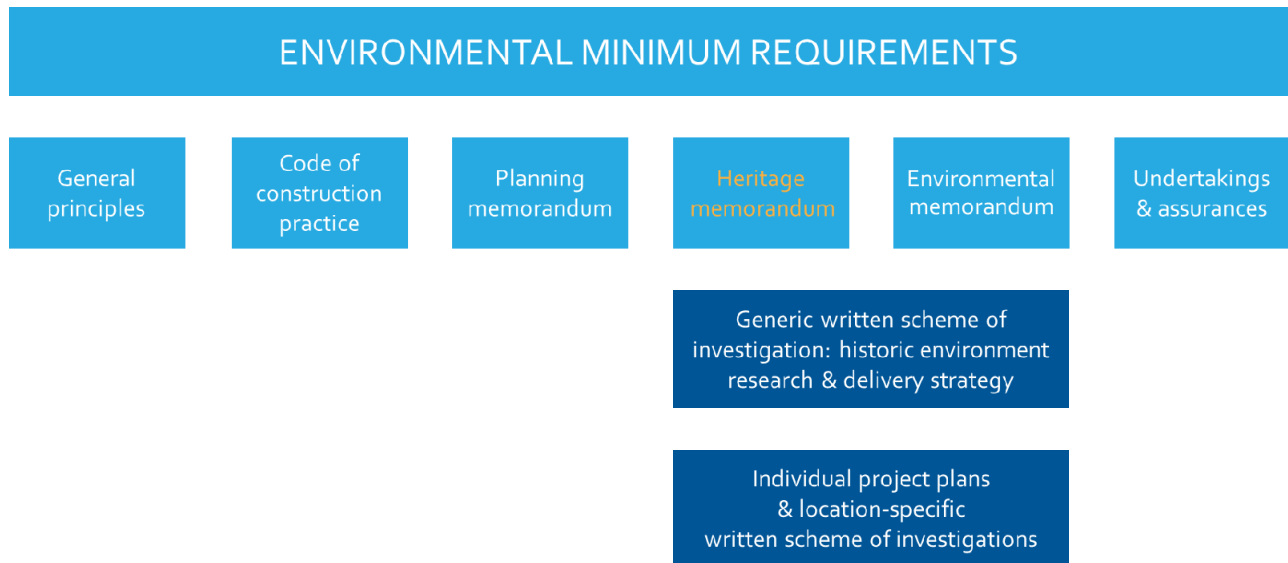 ENVIRONMENTAL MINIMUM REQUIREMENTS
General
principles
Code of
construction
practice
Planning
memorandum
Heritage
memorandum
Environmental
memorandum
Undertakings
& assurances
Generic written scheme of
investigation: historic environment
research & delivery strategy
Individual project plans
& location-specific
written scheme of investigations